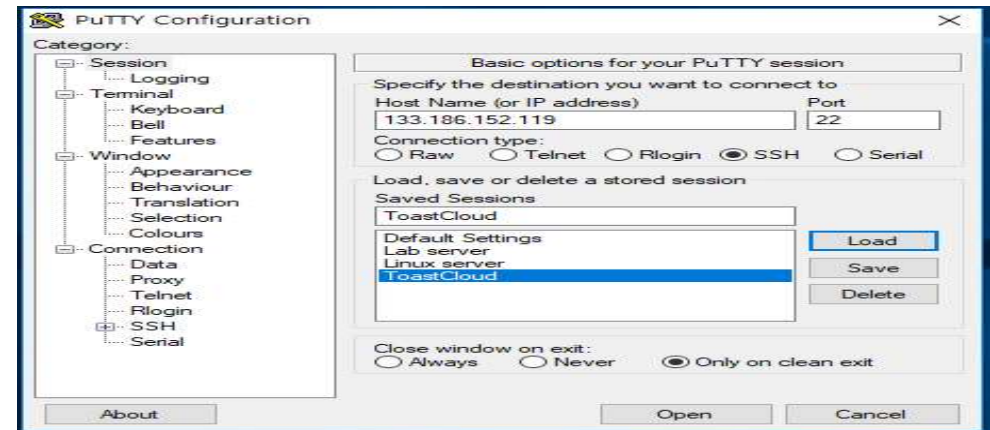 PuTTY Configuration
Category:
Session
Logging
Terminal
Keyboard
Bell
Features
Window
Appearance
Behaviour
Translation
Selection
Colours
Connection
Data
Proxy
Telnet
Rlogin
SSH
Serial
Basic options for your PuTTY session
Specify the destination you want to connect to
Host Name (or IP address) Port
133.186.152.119 22
Connection type:
Raw Telnet Rlogin SSH Serial
Load, save or delete a stored session
Saved Sessions
ToastCloud
Default Settings
Lab server
Linux server
ToastCloud
Load
Save
Delete
Close window on exit:
Always Never Only on clean exit
About Open Cancel